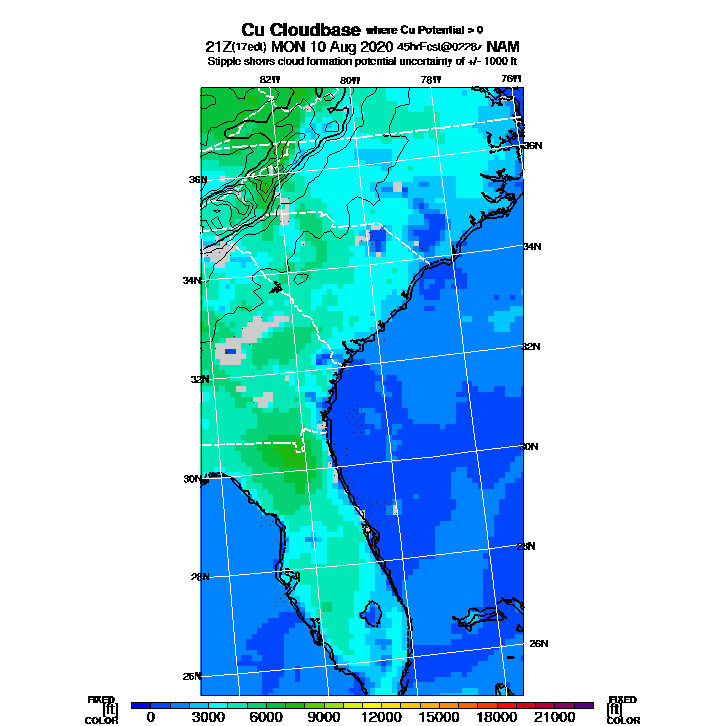 Cu Cloudbase where Cu Potential > 0
21Z(17edt) MON 10 Aug 2020 45hrFcst@0228z NAM
Stipple shows cloud formation potential uncertainty of +/- 1000 ft
82W 80W 78W 76W
36N
36N
34N
34N
32N
32N
30N
30N
28N
28N
26N
26N
FIXED FIXED
[ft] [ft]
COLOR COLOR
0 3000 6000 9000 12000 15000 18000 21000